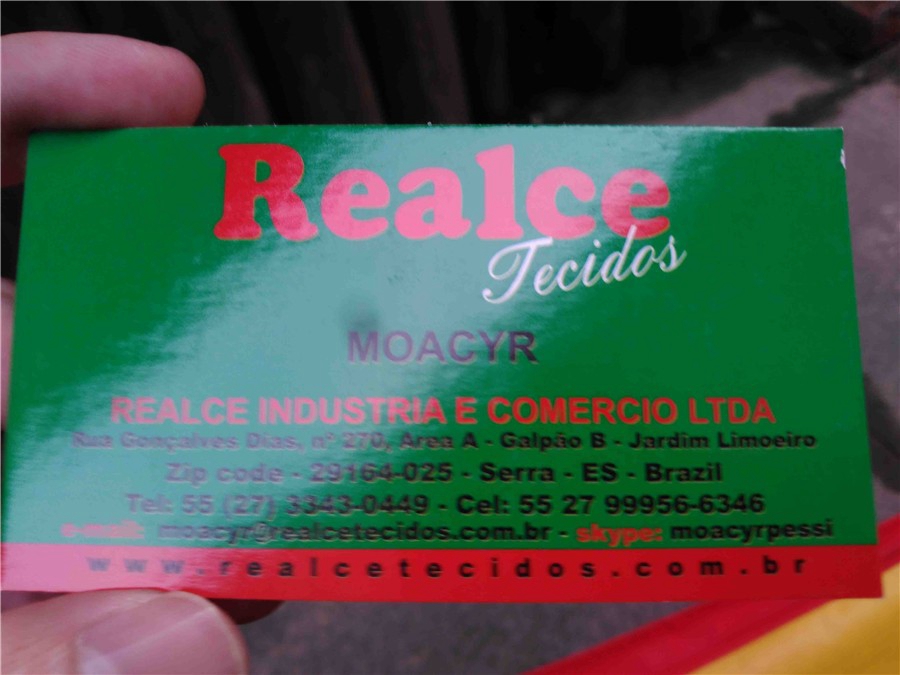 Realce
Tecidos
MOACYR
REALCE INDUSTRIA E COMERCIO LTDA
Rua Gonçalves Dias, nº 270, Area A - Galpão B - Jardim Limoeiro
Zip code - 29164-025 - Serra - ES - Brazil
Tel: 55 (27) 3343-0449 - Cel: 55 27 99956-6346
e-mail: moacyr@realcetecidos.com.br - skype: moacyrpessi
www.realcetecidos.com.br